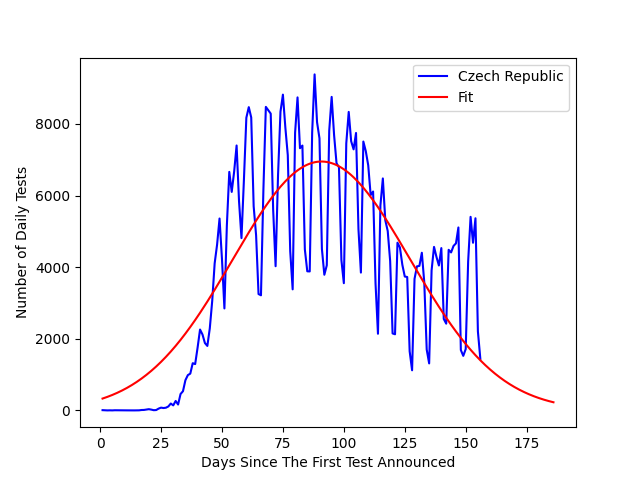 Czech Republic
Fit
8000
6000
4000
2000
0
Number of Daily Tests
0 25 50 75 100 125 150 175
Days Since The First Test Announced